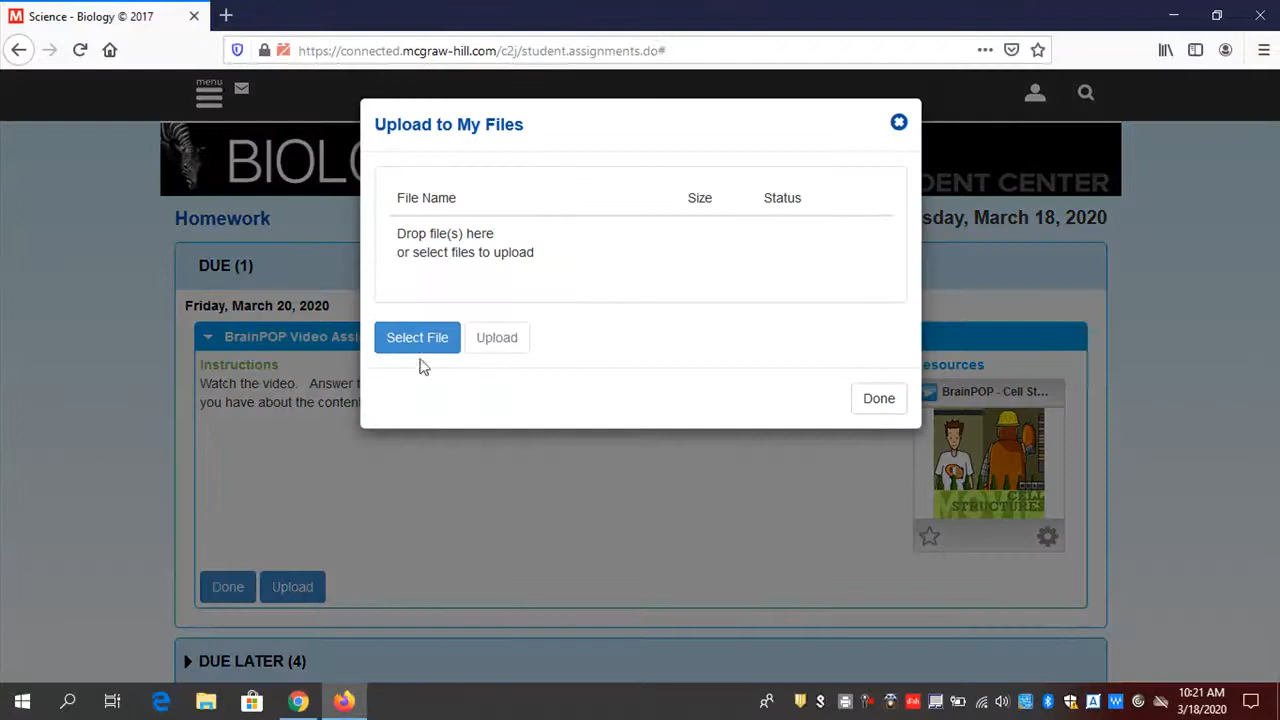 Science - Biology © 2017
https://connected.mcgraw-hill.com/c2j/student.assignments.do#
menu
BIOLO
DENT CENTER
Upload to My Files
File Name Size Status
Drop file(s) here
or select files to upload
Select File Upload
Done
Homework
sday, March 18, 2020
DUE (1)
Friday, March 20, 2020
BrainPOP Video Assi
Instructions
Watch the video. Answer t
you have about the conten
esources
BrainPOP - Cell St...
CELL
STRUCTURES
MOVIE
Done Upload
DUE LATER (4)
10:21 AM
3/18/2020